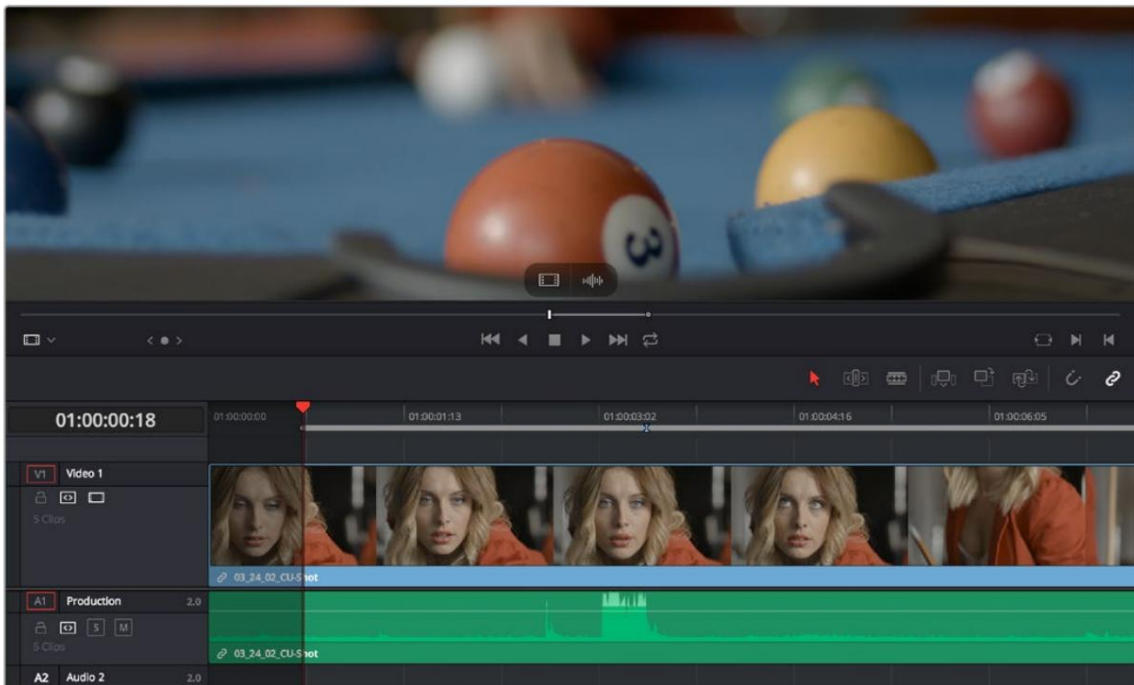 3
01:00:00:18
01:00:00:00
01:00:01:13
01:00:03:02
01:00:04:16
01:00:06:05
V1 Video 1
5 Clips
03_24_02_CU-Shot
A1 Production 2.0
S M
5 Clips
03_24_02_CU-Shot
A2 Audio 2 2.0